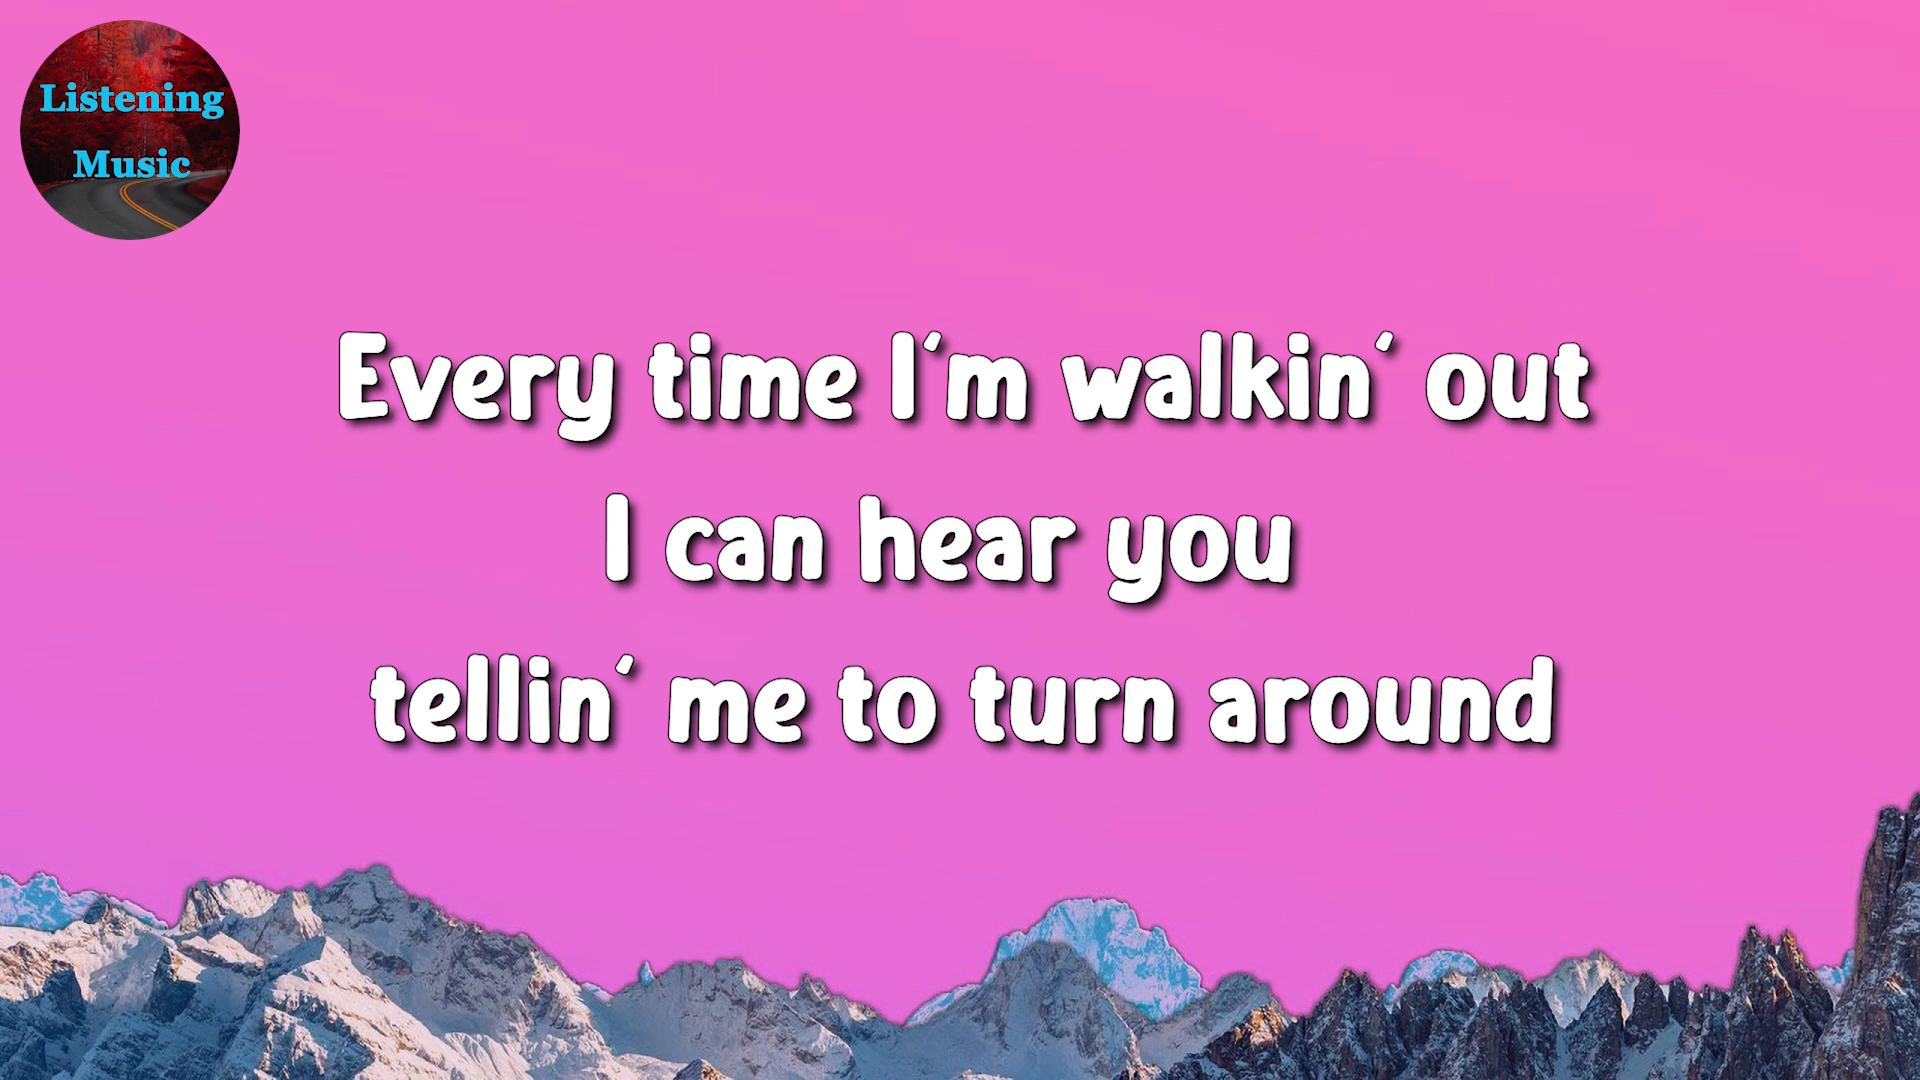 Listening
Music
Every time I'm walkin' out
I can hear you
tellin' me to turn around